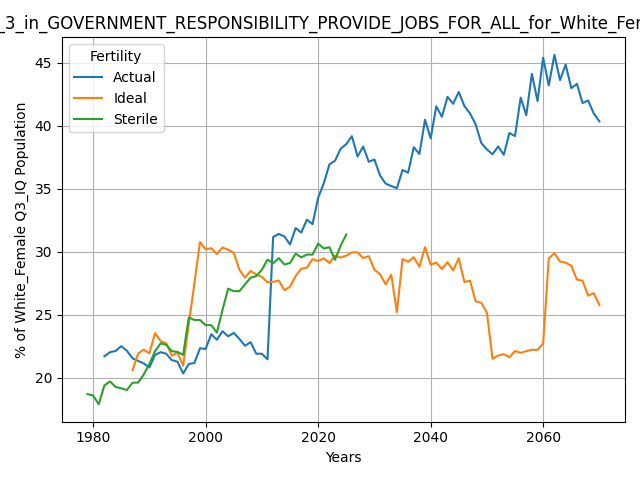 _3_in_GOVERNMENT_RESPONSIBILITY_PROVIDE_JOBS_FOR_ALL_for_White_Fer
Fertility
Actual
Ideal
Sterile
% of White_Female Q3_IQ Population
45
40
35
30
25
20
1980
2000
2020
2040
2060
Years